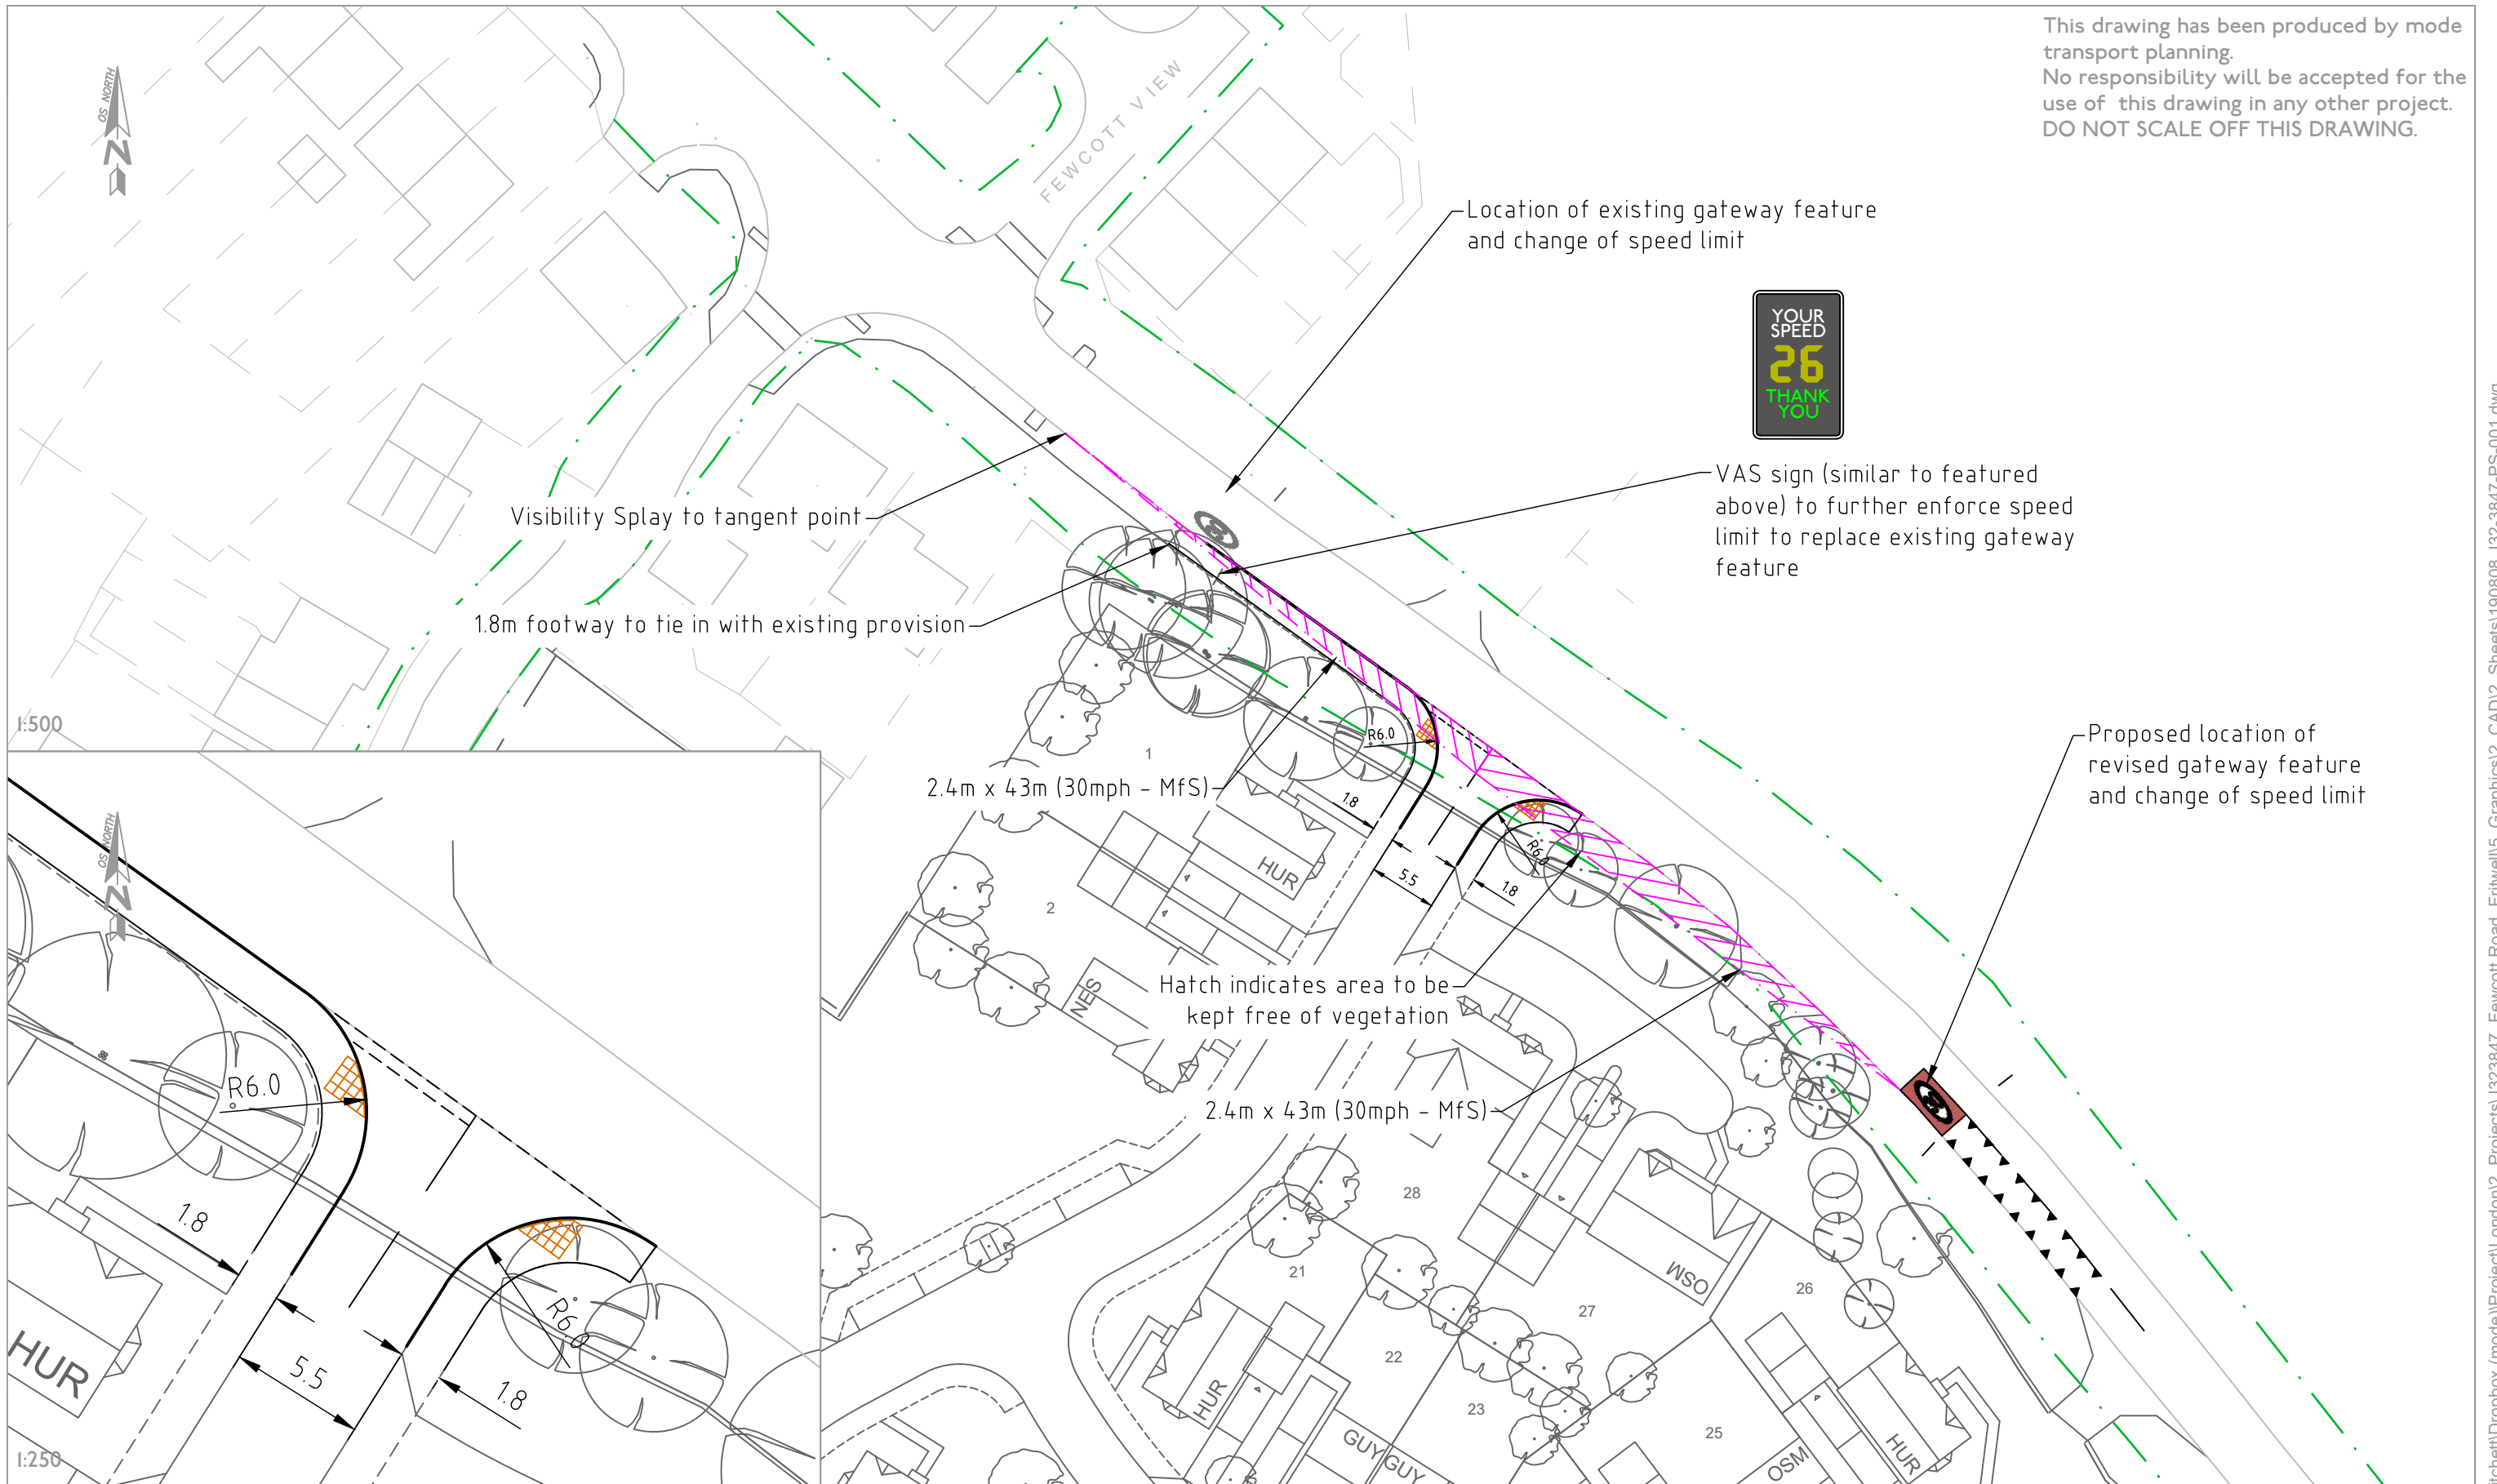 This drawing has been produced by mode
transport planning.
No responsibility will be accepted for the
use of this drawing in any other project.
DO NOT SCALE OFF THIS DRAWING.
OS NORTH
N
FEWCOTT VIEW
Location of existing gateway feature
and change of speed limit
YOUR
SPEED
26
THANK
YOU
VAS sign (similar to featured
above) to further enforce speed
limit to replace existing gateway
feature
Visibility Splay to tangent point
30
1.8m footway to tie in with existing provision
1:500
R6.0
1
2.4m x 43m (30mph - MfS)
1.8
Proposed location of
revised gateway feature
and change of speed limit
HUR
5.5
R6.0
1.8
2
NES
Hatch indicates area to be
kept free of vegetation
2.4m x 43m (30mph - MfS)
30
28
OSM
21
27
26
22
HUR
23
GUY GUY
25
OSM
HUR
OS NORTH
N
R6.0
1.8
R6.0
HUR
5.5
1.8
1:250